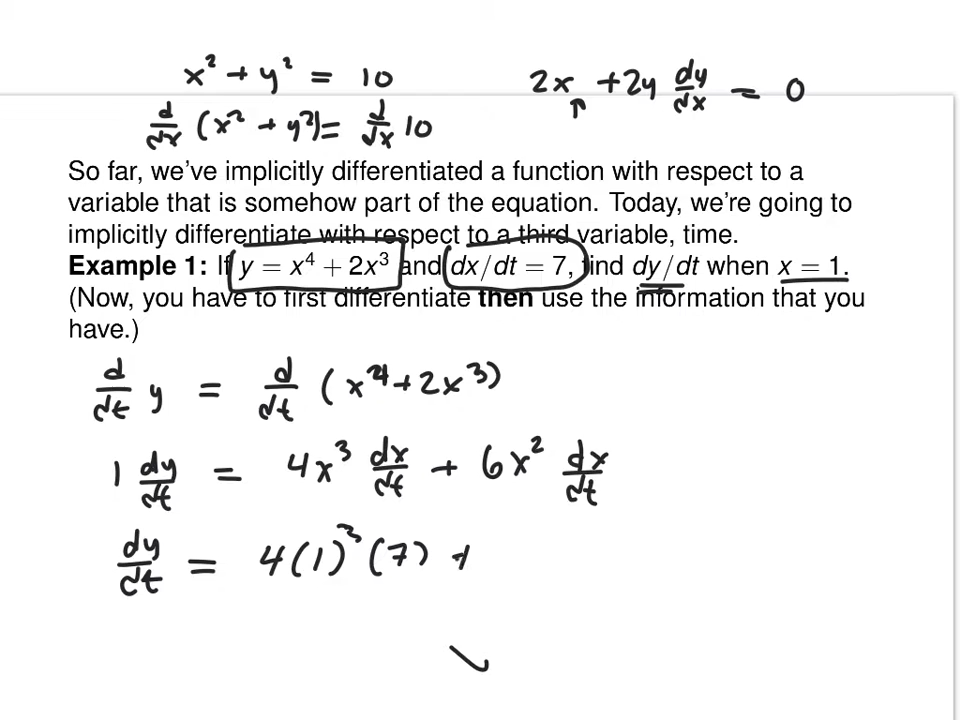 x² + y² = 10
2x + 2y dy/dx = 0
d/dx (x² + y²) = d/dx 10
So far, we've implicitly differentiated a function with respect to a
variable that is somehow part of the equation. Today, we're going to
implicitly differentiate with respect to a third variable, time.
Example 1: If y = x⁴ + 2x³ and dx/dt = 7, find dy/dt when x = 1.
(Now, you have to first differentiate then use the information that you
have.)
d/dt y = d/dt (x⁴ + 2x³)
1 dy/dt = 4x³ dx/dt + 6x² dx/dt
dy/dt = 4(1)³(7) +